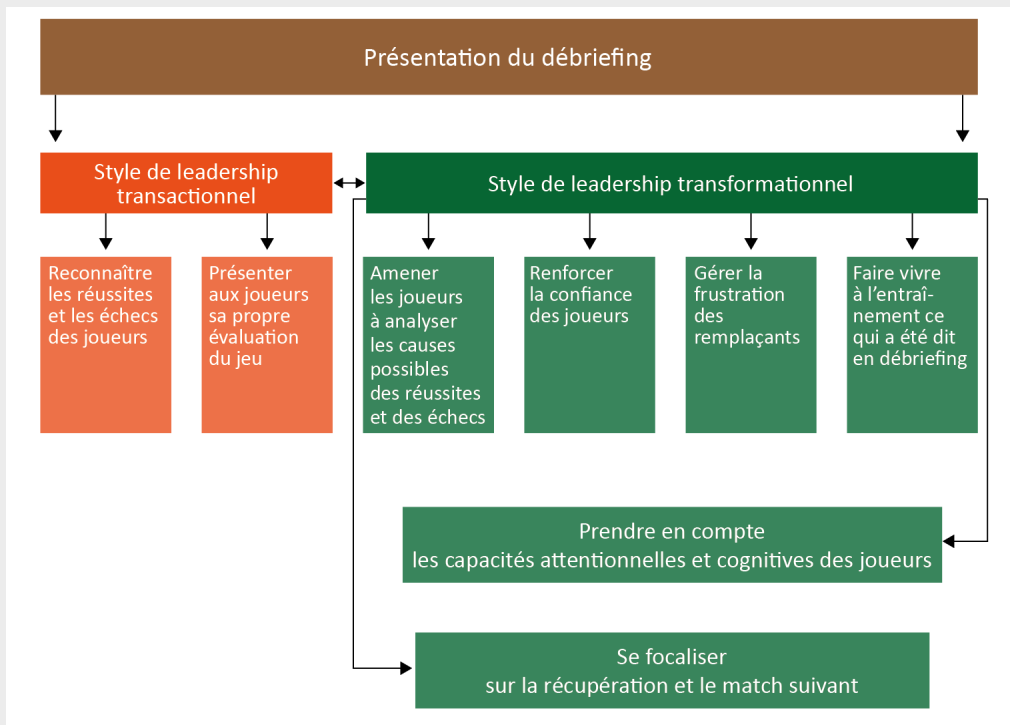 Présentation du débriefing
Style de leadership
transactionnel
Style de leadership transformationnel
Reconnaître
les réussites
et les échecs
des joueurs
Présenter
aux joueurs
sa propre
évaluation
du jeu
Amener
les joueurs
à analyser
les causes
possibles
des réussites
et des échecs
Renforcer
la confiance
des joueurs
Gérer la
frustration
des
remplaçants
Faire vivre
à l’entraî-
nement ce
qui a été dit
en débriefing
Prendre en compte
les capacités attentionnelles et cognitives des joueurs
Se focaliser
sur la récupération et le match suivant